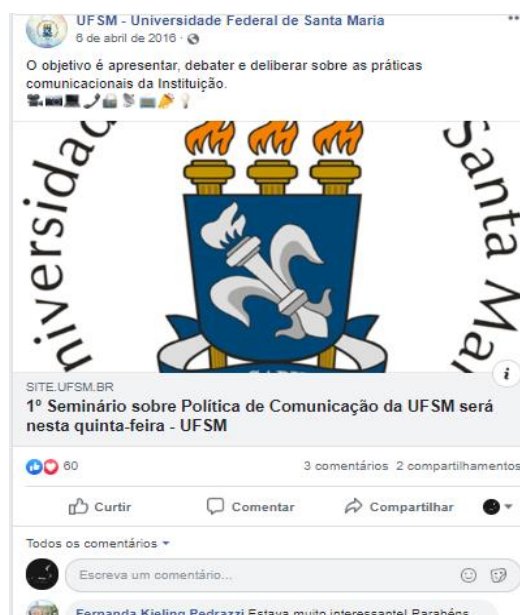 UFSM - Universidade Federal de Santa Maria
6 de abril de 2016
O objetivo é apresentar, debater e deliberar sobre as práticas
comunicacionais da Instituição.
niversidad
Santa Ma
SITE.UFSM.BR
1º Seminário sobre Política de Comunicação da UFSM será
nesta quinta-feira - UFSM
60
3 comentários 2 compartilhamentos
Curtir Comentar Compartilhar
Todos os comentários
Escreva um comentário...
Fernanda Kieling Pedrazzi Estava muito interessante! Parabéns